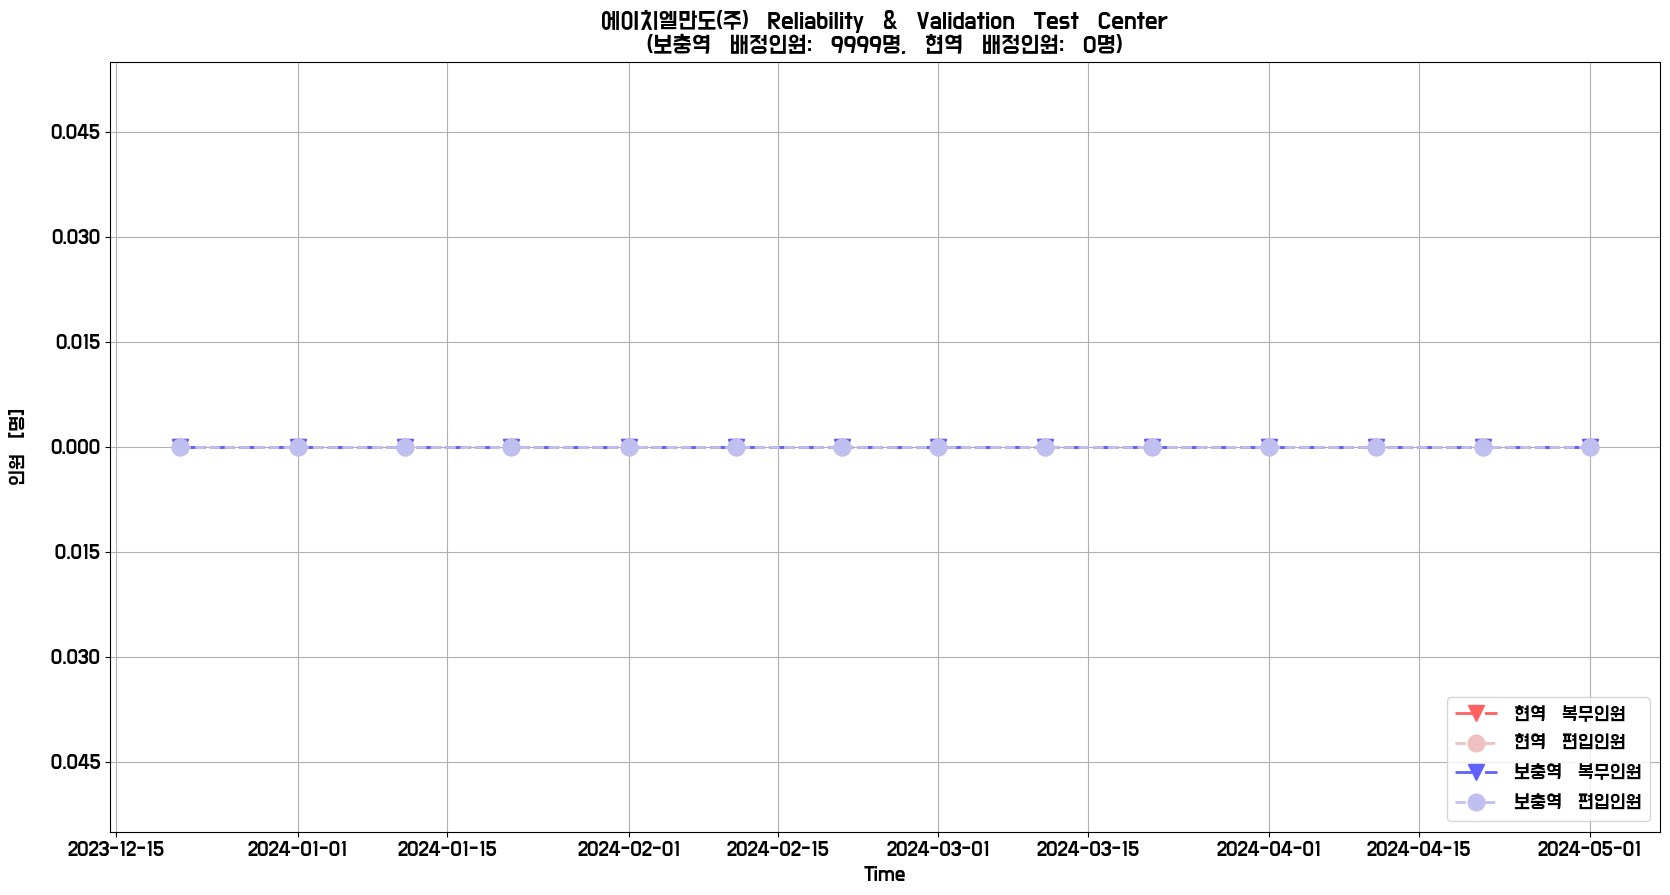 에이치엘만도(주) Reliability & Validation Test Center
(보충역 배정인원: 9999명, 현역 배정인원: 0명)
0.045
0.030
0.015
0.000
0.015
0.030
0.045
인원 [명]
현역 복무인원
현역 편입인원
보충역 복무인원
보충역 편입인원
2023-12-15 2024-01-01 2024-01-15 2024-02-01 2024-02-15 2024-03-01 2024-03-15 2024-04-01 2024-04-15 2024-05-01
Time